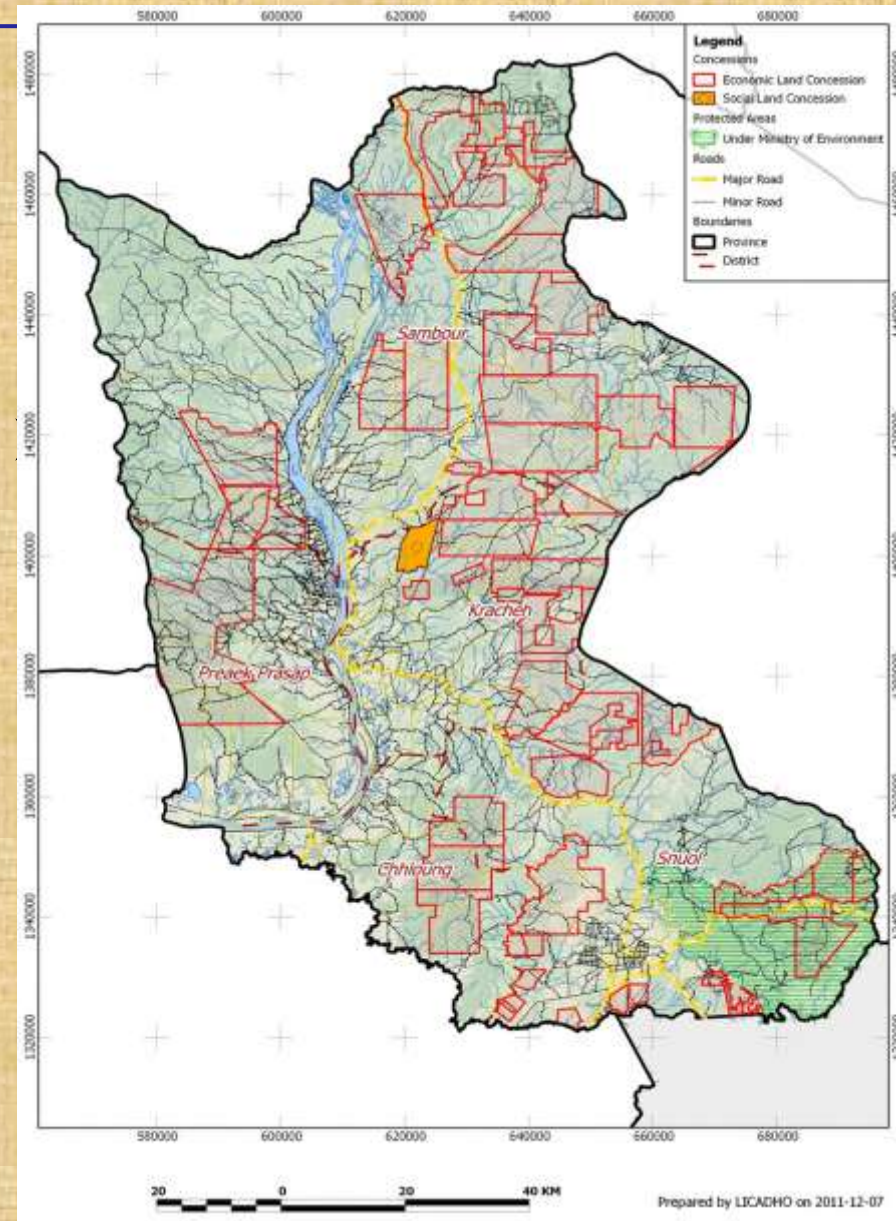 580000 600000 620000 640000 660000 680000
Legend
Concessions
Economic Land Concession
Social Land Concession
Protected Areas
Under Ministry of Environment
Roads
Major Road
Minor Road
Boundaries
Province
District
1480000
1460000
1440000
1420000
1400000
1380000
1360000
1340000
1320000
Sambour
Kracheh
Preaek Prasap
Chhloung
Snuol
580000 600000 620000 640000 660000 680000
20 0 20 40 KM
Prepared by LICADHO on 2011-12-07